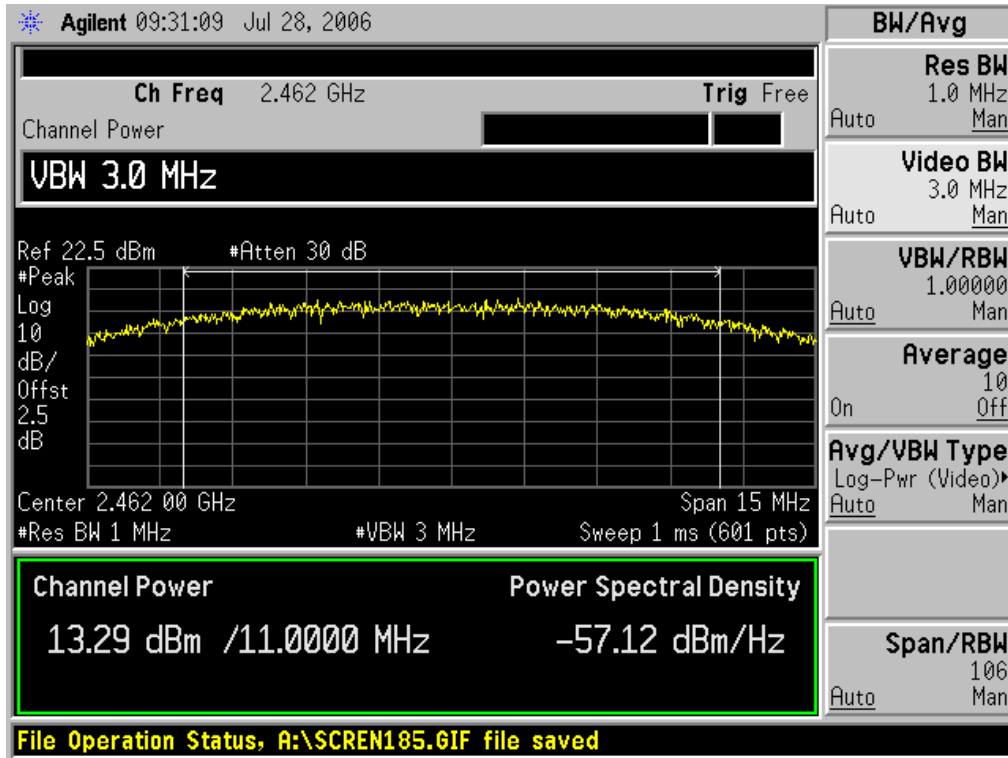 Agilent 09:31:09 Jul 28, 2006
BW/Avg
Ch Freq 2.462 GHz
Trig Free
Channel Power
VBW 3.0 MHz
Ref 22.5 dBm
#Atten 30 dB
#Peak
Log
10
dB/
Offst
2.5
dB
Center 2.462 00 GHz
Span 15 MHz
#Res BW 1 MHz
#VBW 3 MHz
Sweep 1 ms (601 pts)
Channel Power
Power Spectral Density
13.29 dBm /11.0000 MHz
-57.12 dBm/Hz
Res BW
1.0 MHz
Auto Man
Video BW
3.0 MHz
Auto Man
VBW/RBW
1.00000
Auto Man
Average
10
On Off
Avg/VBW Type
Log-Pwr (Video)
Auto Man
Span/RBW
106
Auto Man
File Operation Status, A:\SCREN185.GIF file saved